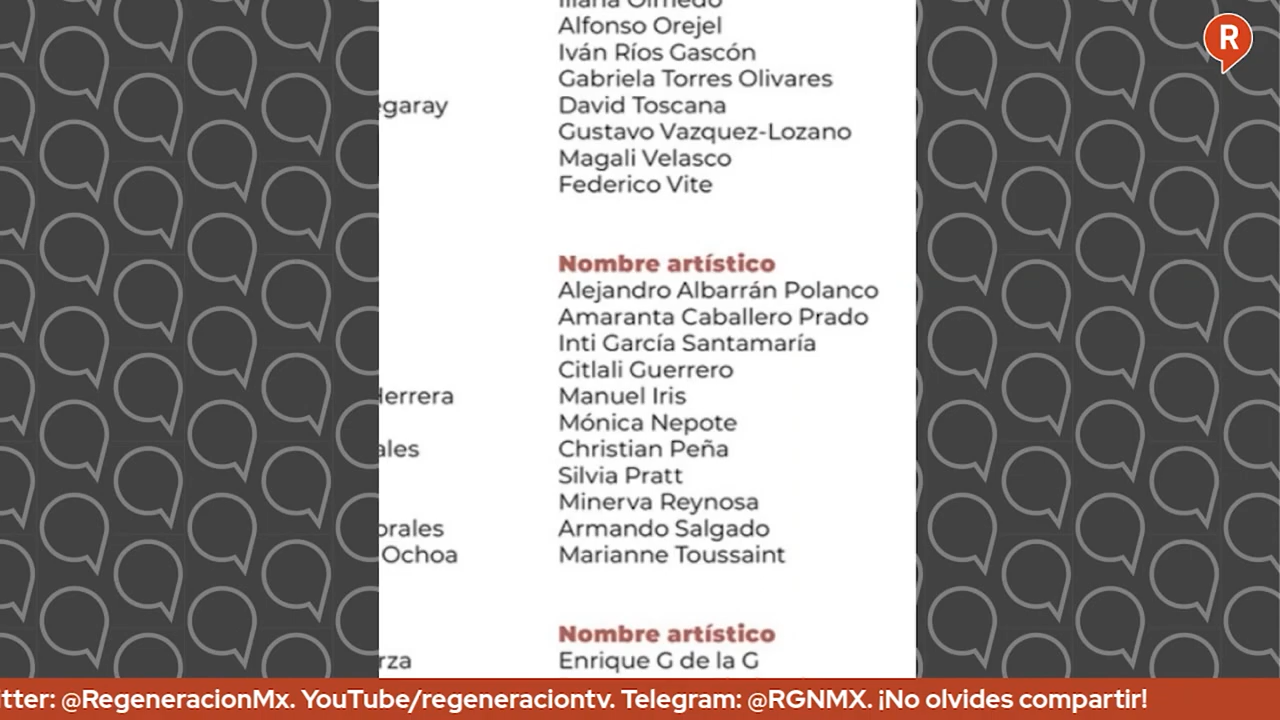 Iliana Olmedo
Alfonso Orejel
Iván Ríos Gascón
Gabriela Torres Olivares
egaray David Toscana
Gustavo Vazquez-Lozano
Magali Velasco
Federico Vite
Nombre artístico
Alejandro Albarrán Polanco
Amaranta Caballero Prado
Inti García Santamaría
Citlali Guerrero
Herrera Manuel Iris
Mónica Nepote
ales Christian Peña
Silvia Pratt
Minerva Reynosa
orales Armando Salgado
Ochoa Marianne Toussaint
Nombre artístico
rza Enrique G de la G
R
itter: @RegeneracionMx. YouTube/regeneraciontv. Telegram: @RGNMX. ¡No olvides compartir!